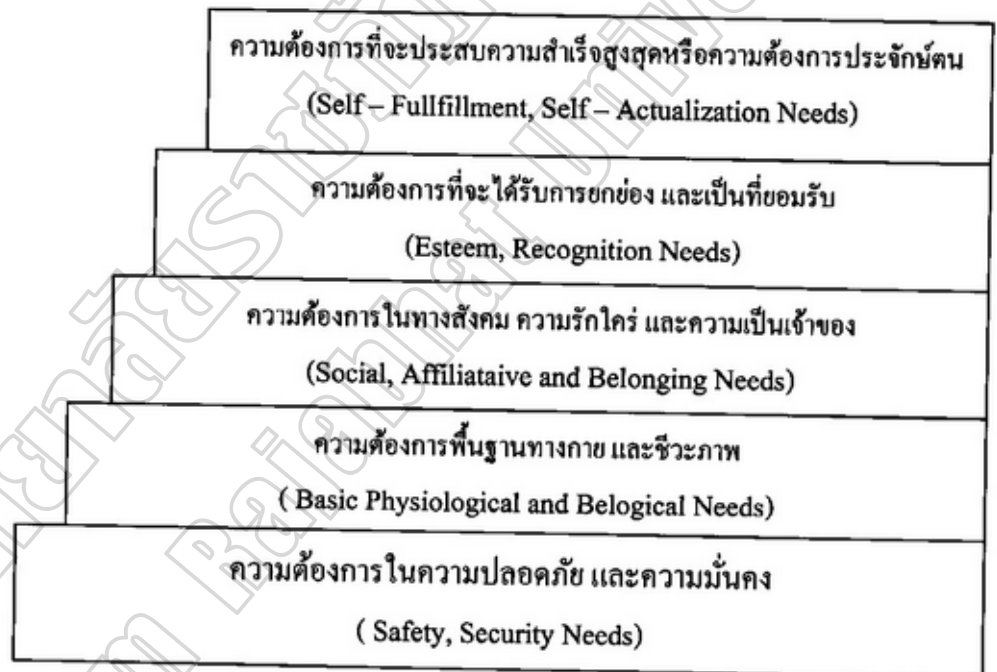 ความต้องการที่จะประสบความสำเร็จสูงสุดหรือความต้องการประจักษ์ตน
(Self – Fullfillment, Self – Actualization Needs)
ความต้องการที่จะได้รับการยกย่อง และเป็นที่ยอมรับ
(Esteem, Recognition Needs)
ความต้องการในทางสังคม ความรักใคร่ และความเป็นเจ้าของ
(Social, Affiliataive and Belonging Needs)
ความต้องการพื้นฐานทางกาย และชีวะภาพ
( Basic Physiological and Belogical Needs)
ความต้องการในความปลอดภัย และความมั่นคง
( Safety, Security Needs)